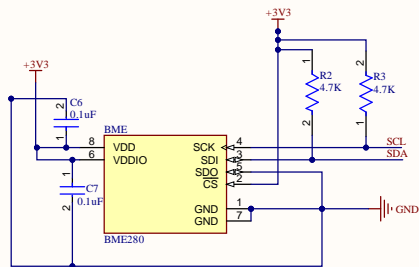 +3V3
+3V3
C6
0.1uF
2
1
R2
4.7K
1
2
R3
4.7K
2
1
BME
8 VDD
6 VDDIO
SCK 4
SDI 3
SDO 5
CS 2
GND 1
GND 7
SCL
SDA
C7
0.1uF
1
2
GND
BME280